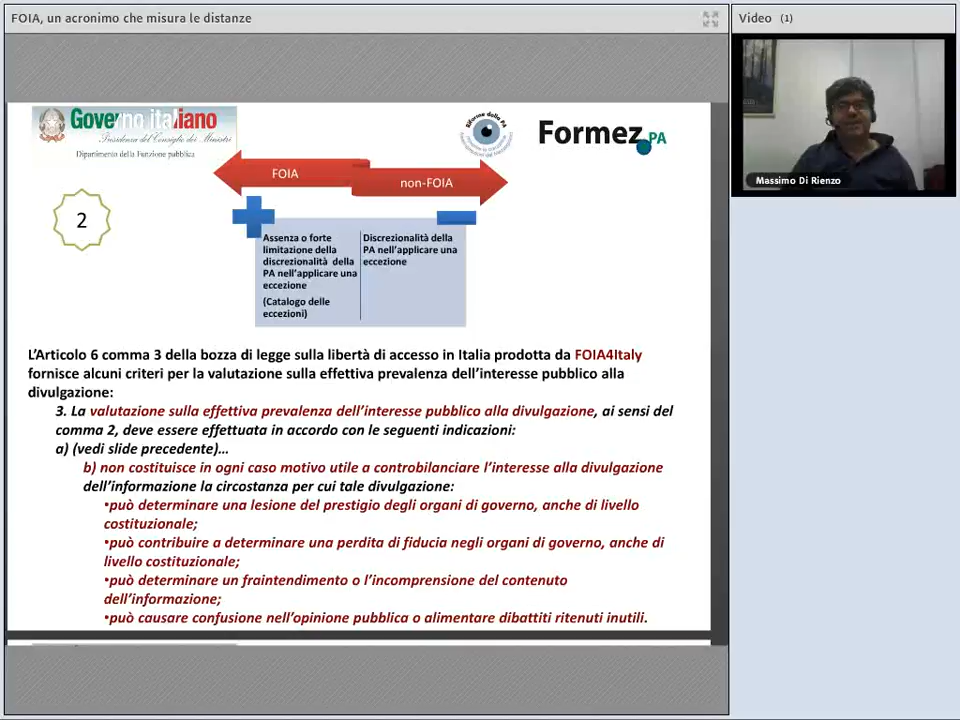 FOIA, un acronimo che misura le distanze
Video (1)
Massimo Di Rienzo
Governo italiano
Presidenza del Consiglio dei Ministri
Dipartimento della Funzione pubblica
Riforme della PA
Formez PA
FOIA
non-FOIA
2
Assenza o forte
limitazione della
discrezionalità della
PA nell'applicare una
eccezione
(Catalogo delle
eccezioni)
Discrezionalità della
PA nell'applicare una
eccezione
L'Articolo 6 comma 3 della bozza di legge sulla libertà di accesso in Italia prodotta da FOIA4Italy
fornisce alcuni criteri per la valutazione sulla effettiva prevalenza dell'interesse pubblico alla
divulgazione:
3. La valutazione sulla effettiva prevalenza dell'interesse pubblico alla divulgazione, ai sensi del
comma 2, deve essere effettuata in accordo con le seguenti indicazioni:
a) (vedi slide precedente)…
b) non costituisce in ogni caso motivo utile a controbilanciare l'interesse alla divulgazione
dell'informazione la circostanza per cui tale divulgazione:
•può determinare una lesione del prestigio degli organi di governo, anche di livello
costituzionale;
•può contribuire a determinare una perdita di fiducia negli organi di governo, anche di
livello costituzionale;
•può determinare un fraintendimento o l'incomprensione del contenuto
dell'informazione;
•può causare confusione nell'opinione pubblica o alimentare dibattiti ritenuti inutili.